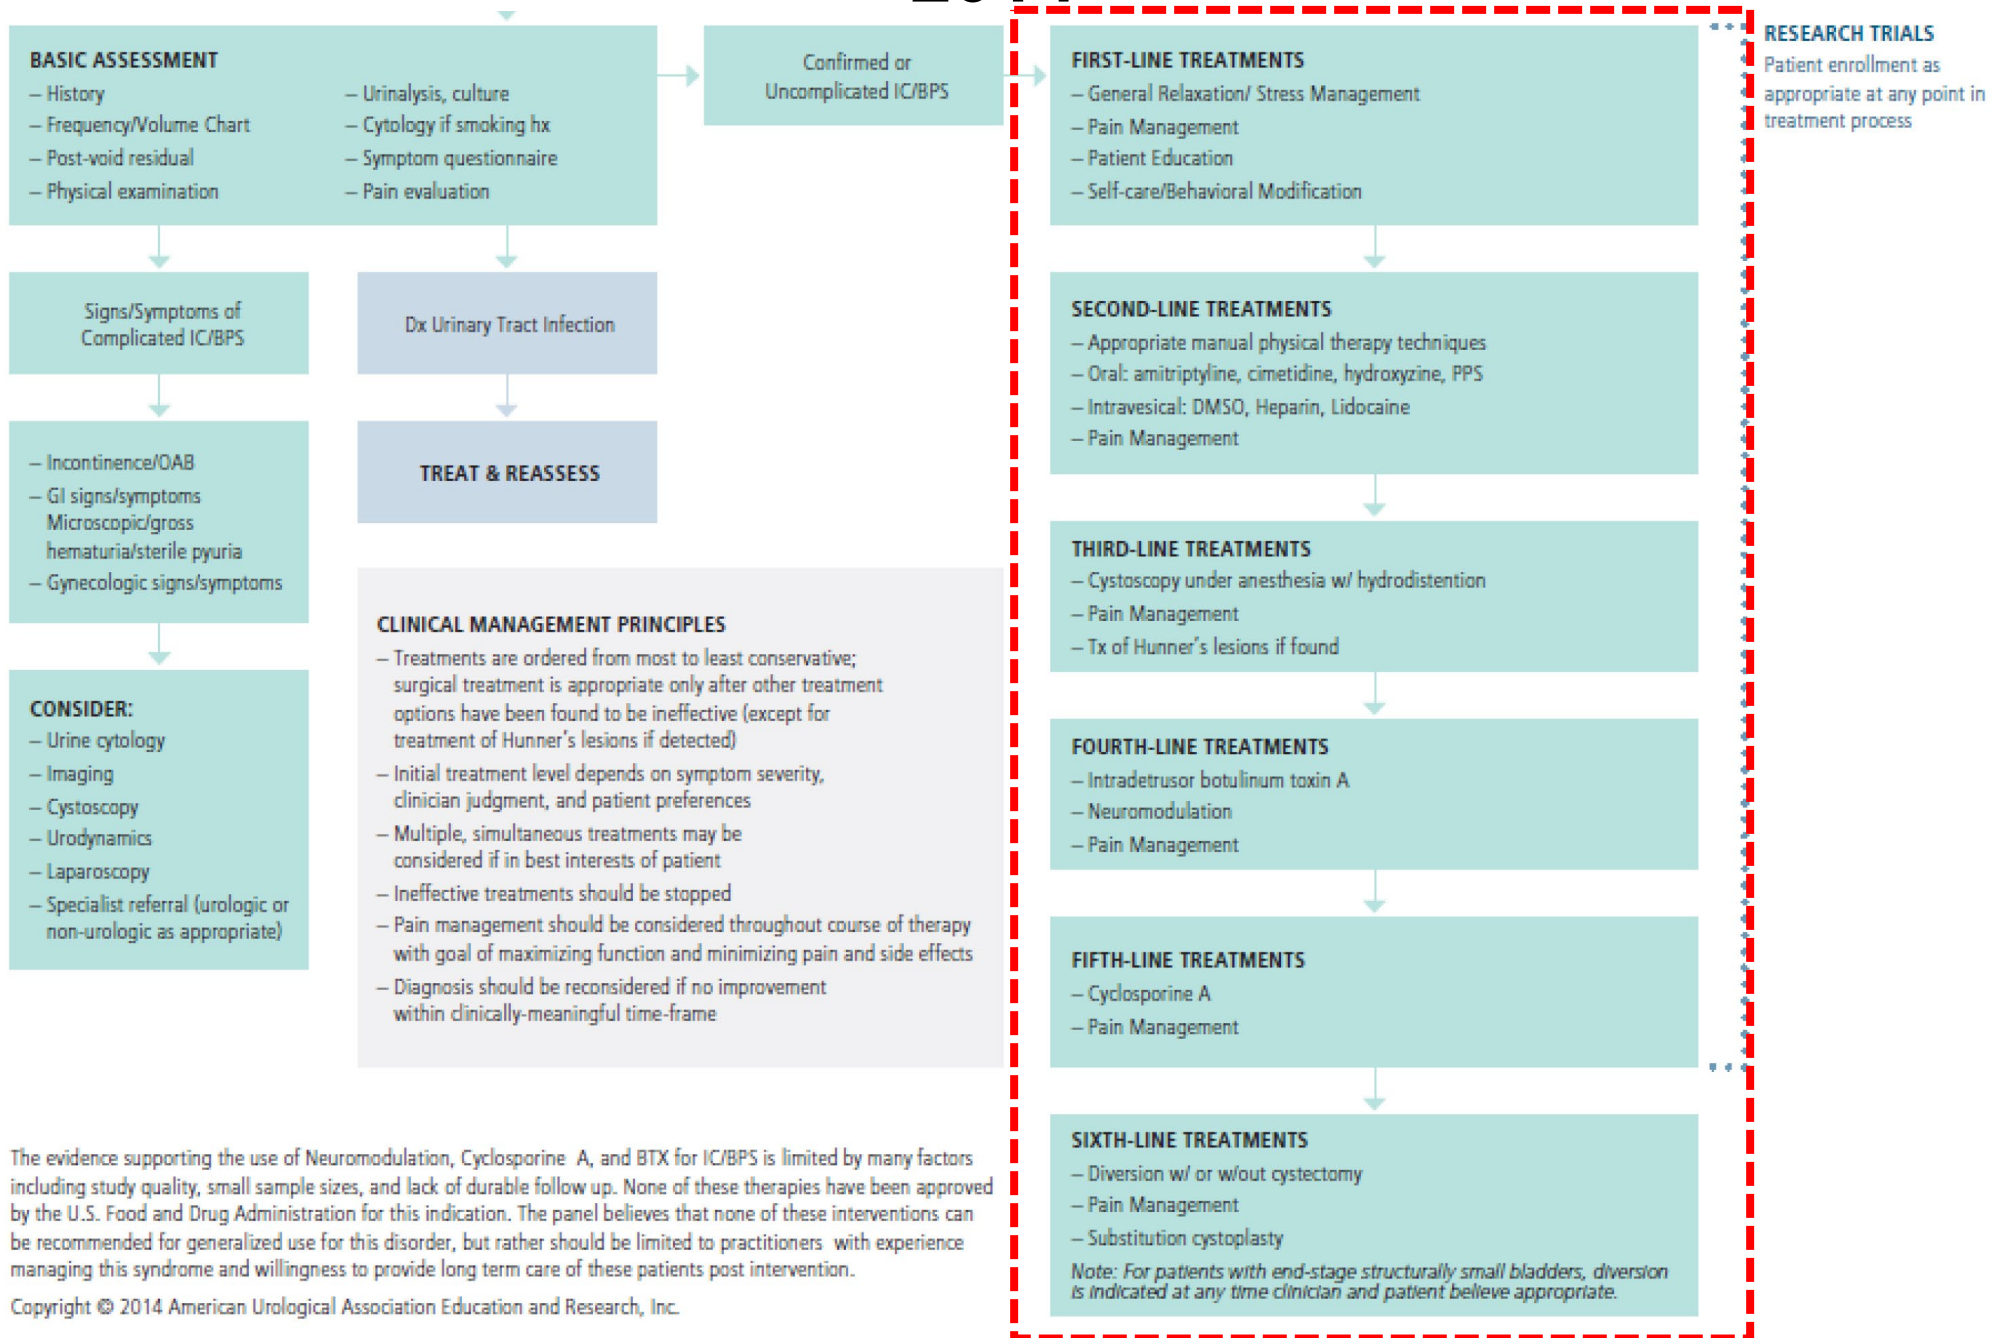 BASIC ASSESSMENT
– History
– Frequency/Volume Chart
– Post-void residual
– Physical examination
– Urinalysis, culture
– Cytology if smoking hx
– Symptom questionnaire
– Pain evaluation
Confirmed or
Uncomplicated IC/BPS
Signs/Symptoms of
Complicated IC/BPS
Dx Urinary Tract Infection
– Incontinence/OAB
– GI signs/symptoms
Microscopic/gross
hematuria/sterile pyuria
– Gynecologic signs/symptoms
TREAT & REASSESS
CONSIDER:
– Urine cytology
– Imaging
– Cystoscopy
– Urodynamics
– Laparoscopy
– Specialist referral (urologic or
non-urologic as appropriate)
CLINICAL MANAGEMENT PRINCIPLES
– Treatments are ordered from most to least conservative;
surgical treatment is appropriate only after other treatment
options have been found to be ineffective (except for
treatment of Hunner's lesions if detected)
– Initial treatment level depends on symptom severity,
clinician judgment, and patient preferences
– Multiple, simultaneous treatments may be
considered if in best interests of patient
– Ineffective treatments should be stopped
– Pain management should be considered throughout course of therapy
with goal of maximizing function and minimizing pain and side effects
– Diagnosis should be reconsidered if no improvement
within clinically-meaningful time-frame
FIRST-LINE TREATMENTS
– General Relaxation/ Stress Management
– Pain Management
– Patient Education
– Self-care/Behavioral Modification
SECOND-LINE TREATMENTS
– Appropriate manual physical therapy techniques
– Oral: amitriptyline, cimetidine, hydroxyzine, PPS
– Intravesical: DMSO, Heparin, Lidocaine
– Pain Management
THIRD-LINE TREATMENTS
– Cystoscopy under anesthesia w/ hydrodistention
– Pain Management
– Tx of Hunner's lesions if found
FOURTH-LINE TREATMENTS
– Intradetrusor botulinum toxin A
– Neuromodulation
– Pain Management
FIFTH-LINE TREATMENTS
– Cyclosporine A
– Pain Management
SIXTH-LINE TREATMENTS
– Diversion w/ or w/out cystectomy
– Pain Management
– Substitution cystoplasty
Note: For patients with end-stage structurally small bladders, diversion
is indicated at any time clinician and patient believe appropriate.
RESEARCH TRIALS
Patient enrollment as
appropriate at any point in
treatment process
The evidence supporting the use of Neuromodulation, Cyclosporine A, and BTX for IC/BPS is limited by many factors
including study quality, small sample sizes, and lack of durable follow up. None of these therapies have been approved
by the U.S. Food and Drug Administration for this indication. The panel believes that none of these interventions can
be recommended for generalized use for this disorder, but rather should be limited to practitioners with experience
managing this syndrome and willingness to provide long term care of these patients post intervention.
Copyright © 2014 American Urological Association Education and Research, Inc.